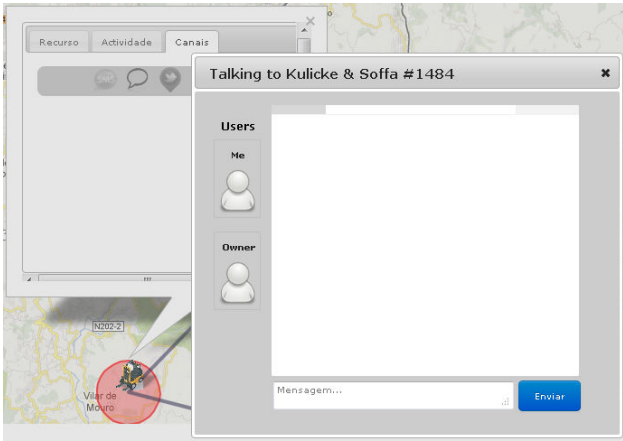 Recurso Actividade Canais
Talking to Kulicke & Soffa #1484
Users
Me
Owner
Mensagem...
Enviar
N202-2
Vilar de
Mouro